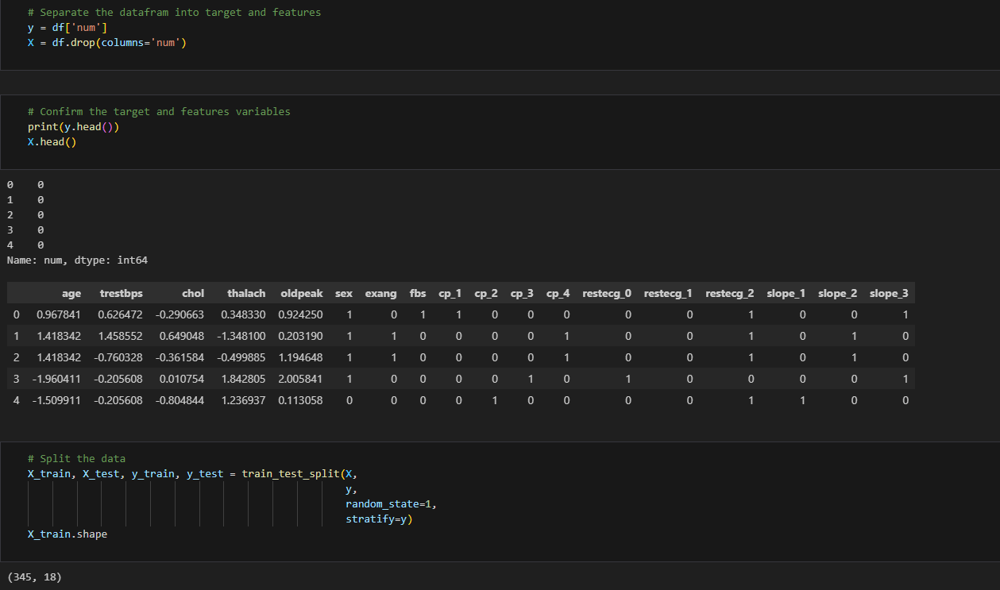 # Separate the datafram into target and features
y = df['num']
X = df.drop(columns='num')
# Confirm the target and features variables
print(y.head())
X.head()
0 0
1 0
2 0
3 0
4 0
Name: num, dtype: int64
age trestbps chol thalach oldpeak sex exang fbs cp_1 cp_2 cp_3 cp_4 restecg_0 restecg_1 restecg_2 slope_1 slope_2 slope_3
0 0.967841 0.626472 -0.290663 0.348330 0.924250 1 0 1 1 0 0 0 0 0 1 0 0 1
1 1.418342 1.458552 0.649048 -1.348100 0.203190 1 1 0 0 0 0 1 0 0 1 0 1 0
2 1.418342 -0.760328 -0.361584 -0.499885 1.194648 1 1 0 0 0 0 1 0 0 1 0 1 0
3 -1.960411 -0.205608 0.010754 1.842805 2.005841 1 0 0 0 0 1 0 1 0 0 0 0 1
4 -1.509911 -0.205608 -0.804844 1.236937 0.113058 0 0 0 0 1 0 0 0 0 1 1 0 0
# Split the data
X_train, X_test, y_train, y_test = train_test_split(X,
y,
random_state=1,
stratify=y)
X_train.shape
(345, 18)